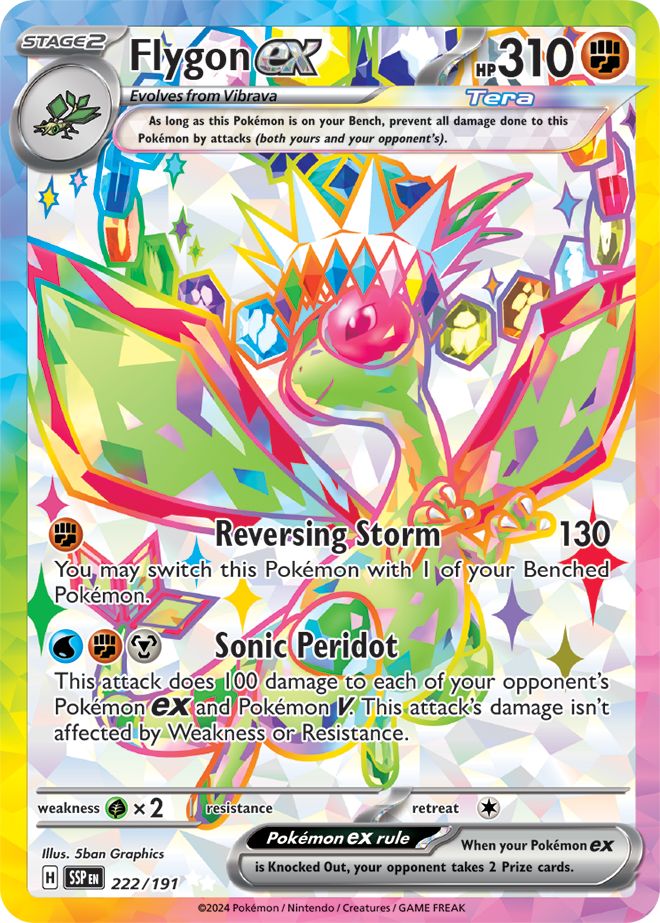 STAGE2 Flygon ex HP310
Evolves from Vibrava Tera
As long as this Pokémon is on your Bench, prevent all damage done to this
Pokémon by attacks (both yours and your opponent's).
Reversing Storm 130
You may switch this Pokémon with 1 of your Benched
Pokémon.
Sonic Peridot
This attack does 100 damage to each of your opponent's
Pokémon ex and Pokémon V. This attack's damage isn't
affected by Weakness or Resistance.
weakness ×2 resistance retreat
Pokémon ex rule When your Pokémon ex
is Knocked Out, your opponent takes 2 Prize cards.
Illus. 5ban Graphics
H SSP EN 222/191
©2024 Pokémon / Nintendo / Creatures / GAME FREAK